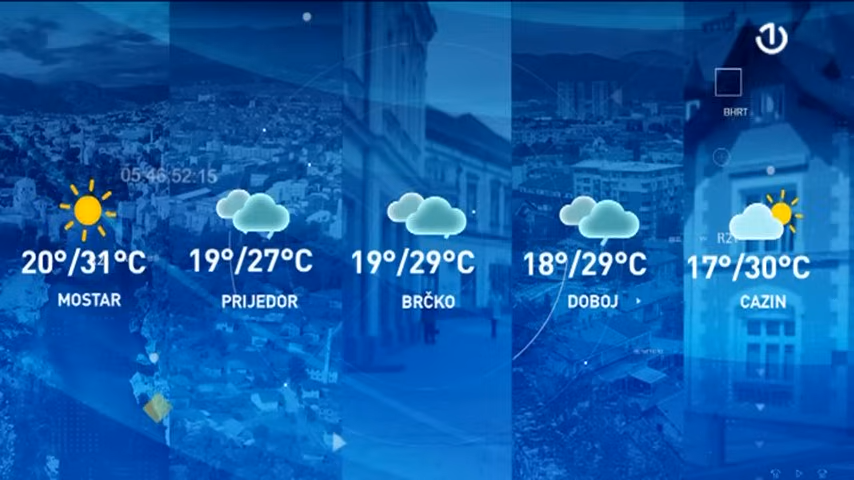 BHRT
05:46:52:15
20°/31°C
19°/27°C
19°/29°C
18°/29°C
17°/30°C
MOSTAR
PRIJEDOR
BRČKO
DOBOJ
CAZIN